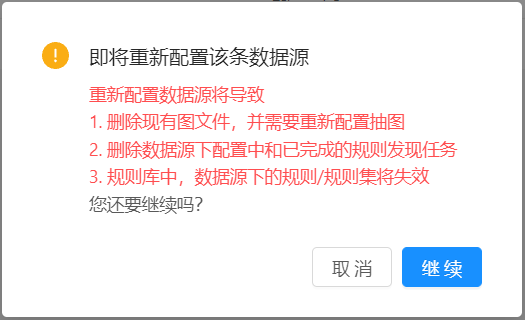 即将重新配置该条数据源
重新配置数据源将导致
1. 删除现有图文件，并需要重新配置抽图
2. 删除数据源下配置中和已完成的规则发现任务
3. 规则库中，数据源下的规则/规则集将失效
您还要继续吗？
取消 继续